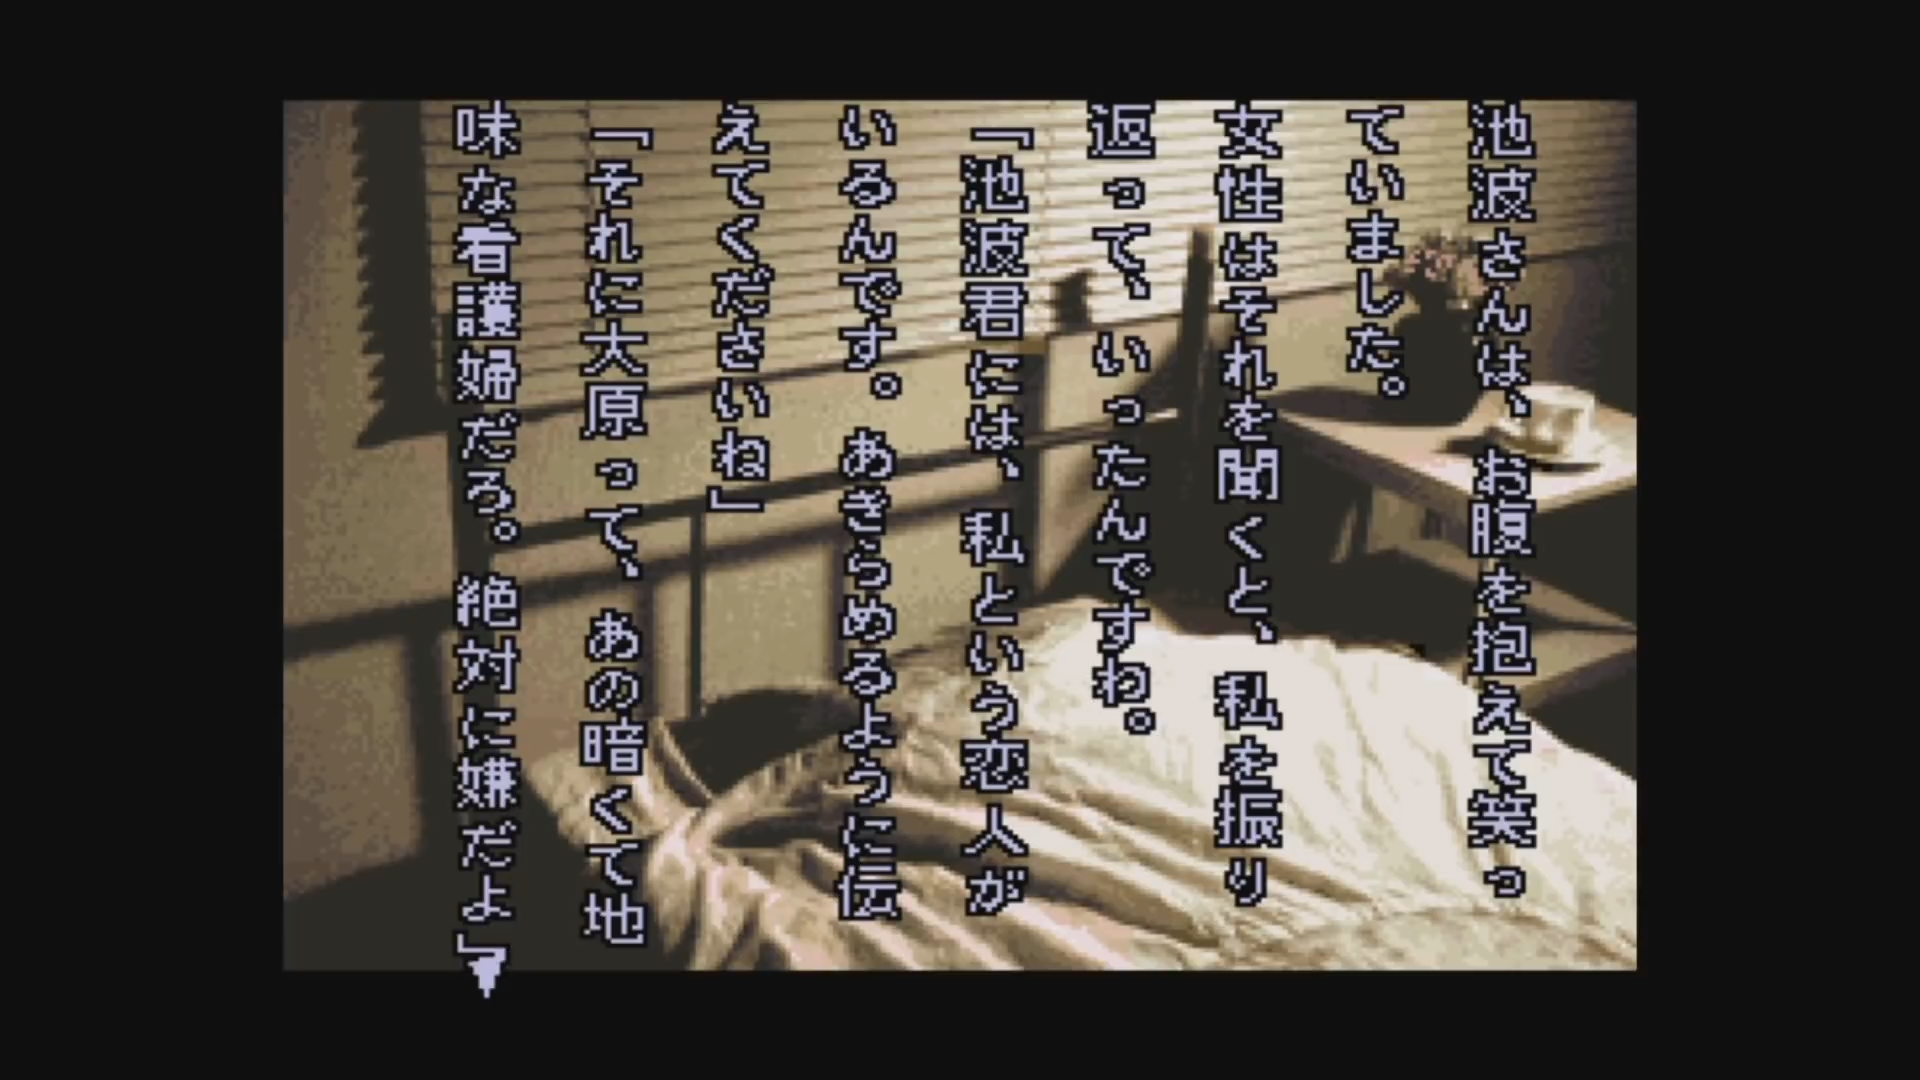 池波さんは、お腹を抱えて笑っ
ていました。
女性はそれを聞くと、私を振り
返って、いったんですわ。
「池波君には、私という恋人が
いるんです。あきらめるように伝
えてくださいね」
「それに大原って、あの暗くて地
味な看護婦だろ。絶対に嫌だよ」